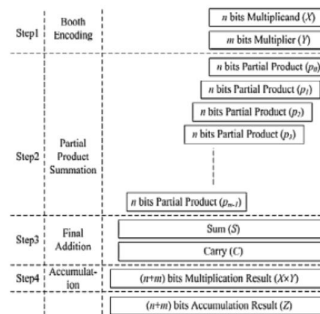 Step1
Booth
Encoding
n bits Multiplicand (X)
m bits Multiplier (Y)
Step2
Partial
Product
Summation
n bits Partial Product (p0)
n bits Partial Product (p1)
n bits Partial Product (p2)
n bits Partial Product (p3)
n bits Partial Product (pm-1)
Step3
Final
Addition
Sum (S)
Carry (C)
Step4
Accumulat-
ion
(n+m) bits Multiplication Result (X×Y)
(n+m) bits Accumulation Result (Z)